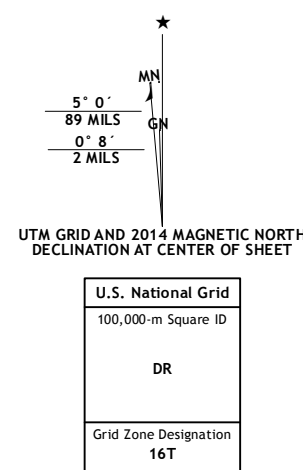 ★
MN
GN
5° 0´
89 MILS
0° 8´
2 MILS
UTM GRID AND 2014 MAGNETIC NORTH
DECLINATION AT CENTER OF SHEET
U.S. National Grid
100,000-m Square ID
DR
Grid Zone Designation
16T